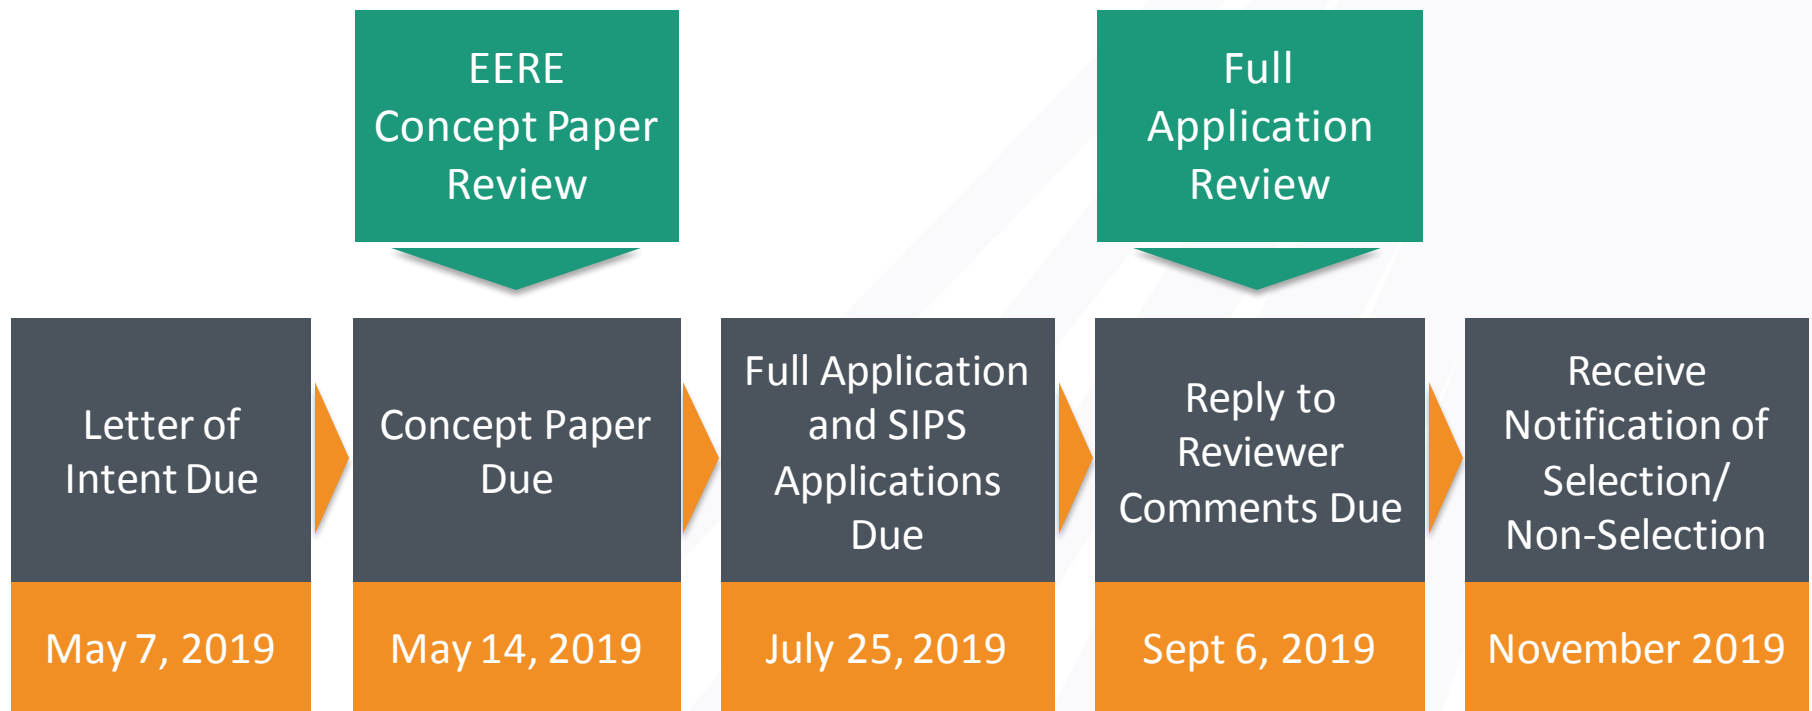 EERE
Concept Paper
Review
Full
Application
Review
Letter of
Intent Due
May 7, 2019
Concept Paper
Due
May 14, 2019
Full Application
and SIPS
Applications
Due
July 25, 2019
Reply to
Reviewer
Comments Due
Sept 6, 2019
Receive
Notification of
Selection/
Non-Selection
November 2019